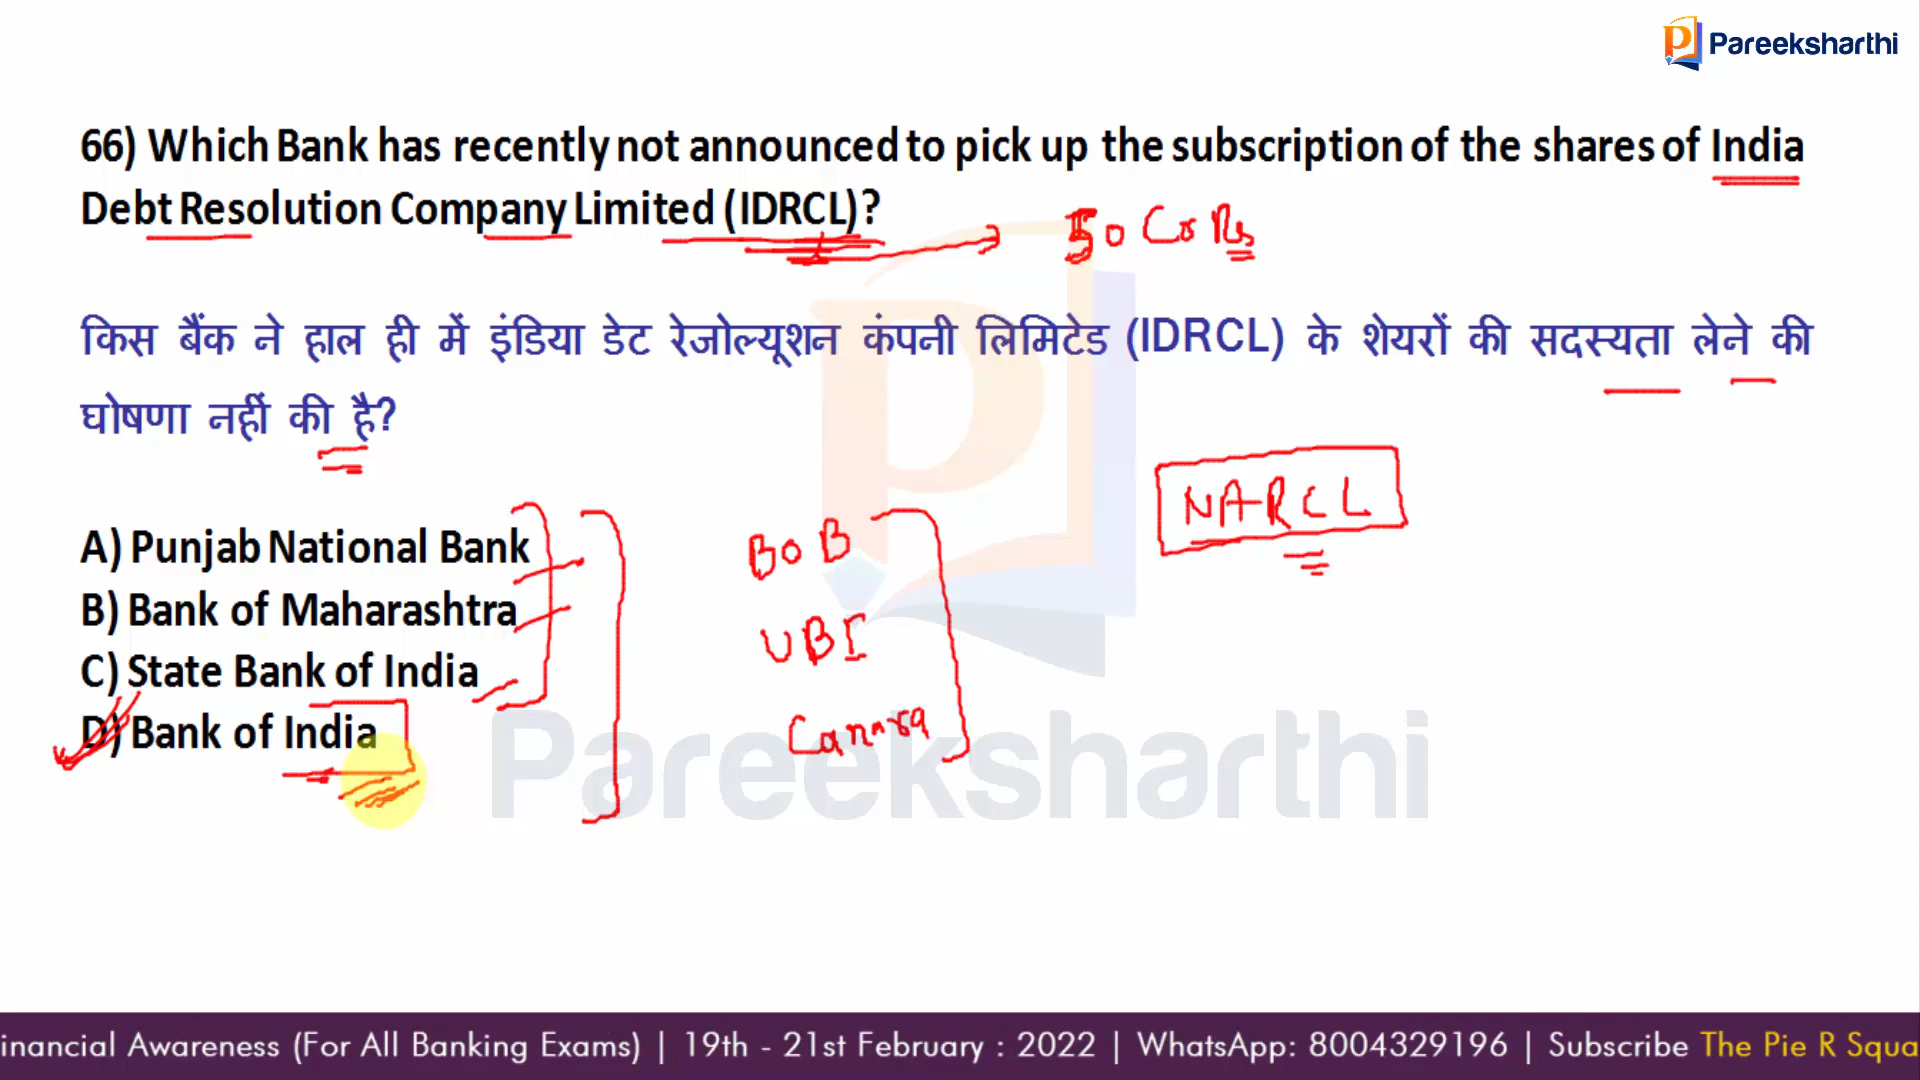 Pareeksharthi
66) Which Bank has recently not announced to pick up the subscription of the shares of India
Debt Resolution Company Limited (IDRCL)?
50 CoRs
किस बैंक ने हाल ही में इंडिया डेट रेजोल्यूशन कंपनी लिमिटेड (IDRCL) के शेयरों की सदस्यता लेने की
घोषणा नहीं की है?
NARCL
A) Punjab National Bank
BoB
B) Bank of Maharashtra
UBI
C) State Bank of India
D) Bank of India
Canara
Pareeksharthi
inancial Awareness (For All Banking Exams) | 19th - 21st February : 2022 | WhatsApp: 8004329196 | Subscribe The Pie R Squa